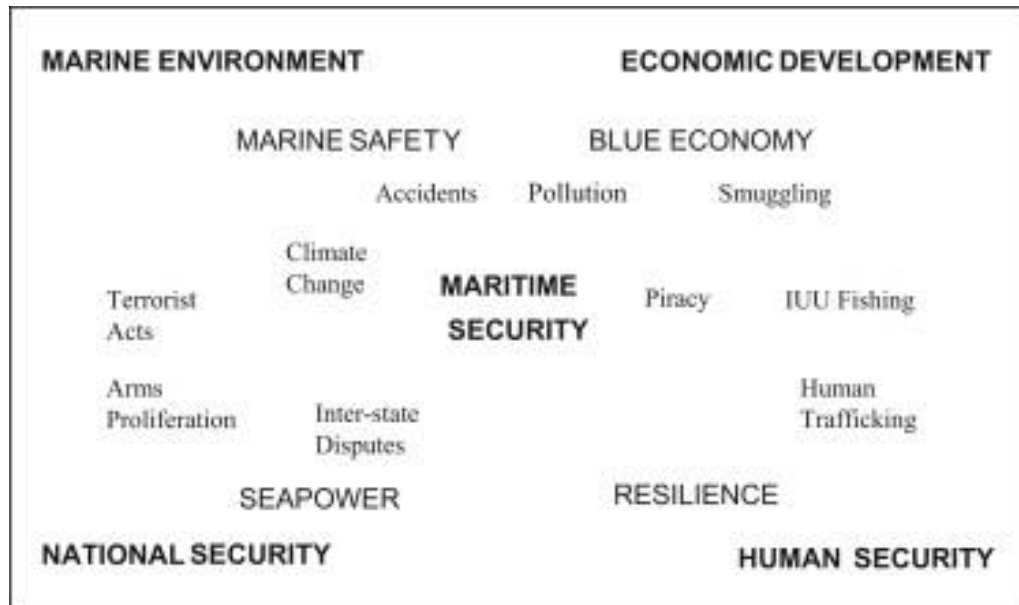 MARINE ENVIRONMENT
ECONOMIC DEVELOPMENT
MARINE SAFETY
BLUE ECONOMY
Accidents
Pollution
Smuggling
Climate
Change
MARITIME
SECURITY
Terrorist
Acts
Piracy
IUU Fishing
Arms
Proliferation
Inter-state
Disputes
Human
Trafficking
SEAPOWER
RESILIENCE
NATIONAL SECURITY
HUMAN SECURITY